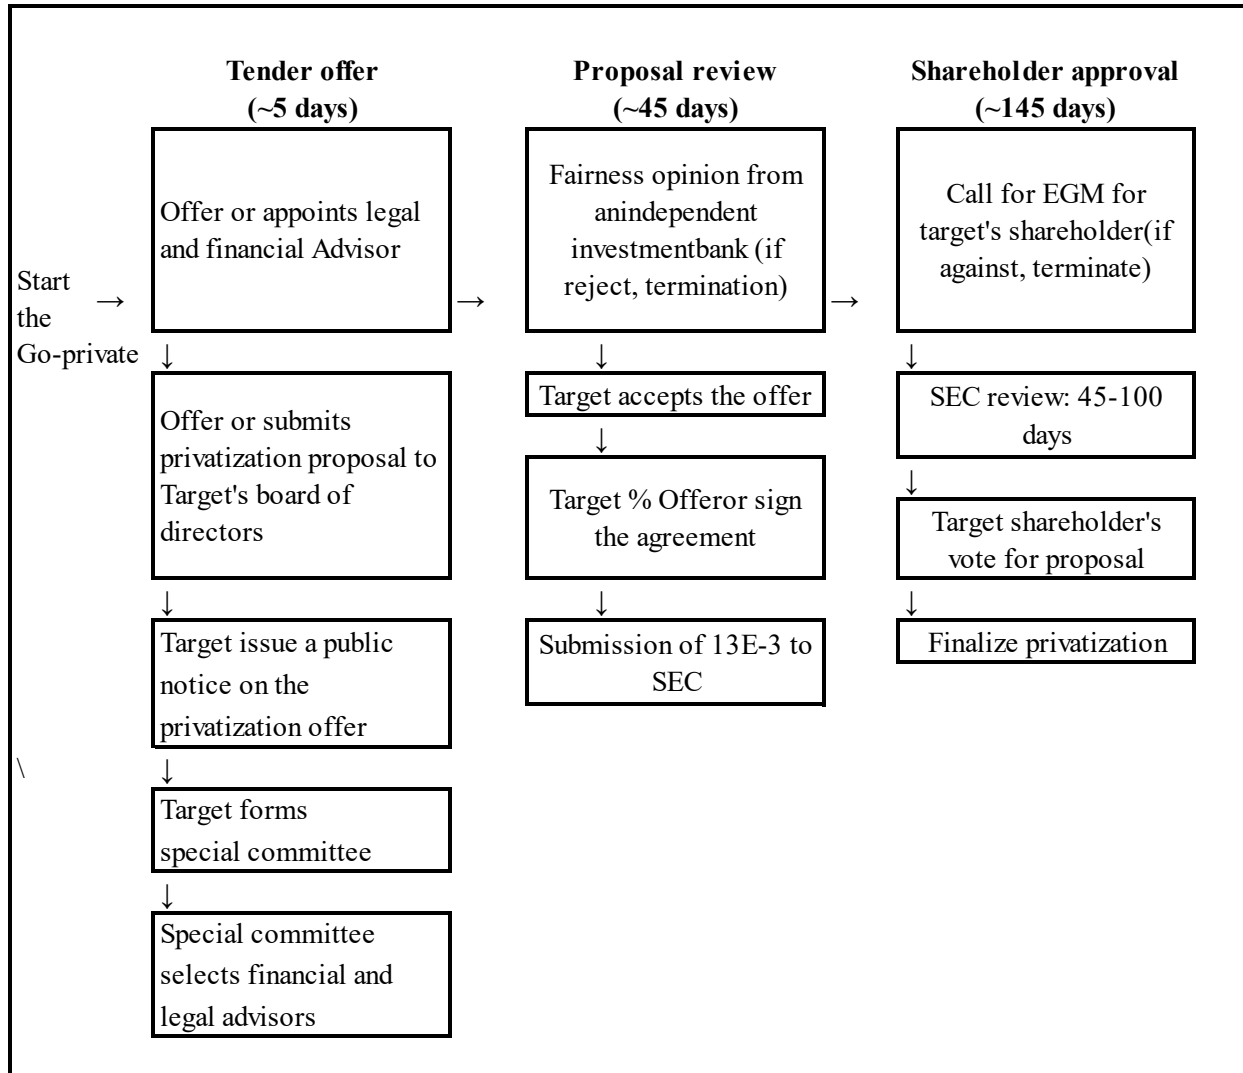 Start
the
Go-private
→
Tender offer
(~5 days)
Offer or appoints legal
and financial Advisor
↓
Offer or submits
privatization proposal to
Target's board of
directors
↓
Target issue a public
notice on the
privatization offer
↓
Target forms
special committee
↓
Special committee
selects financial and
legal advisors
→
Proposal review
(~45 days)
Fairness opinion from
anindependent
investmentbank (if
reject, termination)
↓
Target accepts the offer
↓
Target % Offeror sign
the agreement
↓
Submission of 13E-3 to
SEC
→
Shareholder approval
(~145 days)
Call for EGM for
target's shareholder(if
against, terminate)
↓
SEC review: 45-100
days
↓
Target shareholder's
vote for proposal
↓
Finalize privatization
\